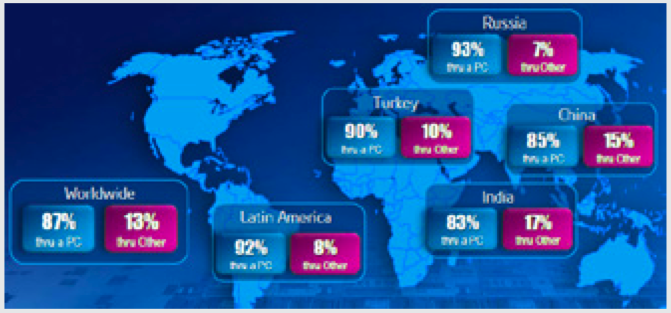 Russia
93% 7%
thru a PC thru Other
Turkey
90% 10%
thru a PC thru Other
China
85% 15%
thru a PC thru Other
Worldwide
87% 13%
thru a PC thru Other
Latin America
92% 8%
thru a PC thru Other
India
83% 17%
thru a PC thru Other